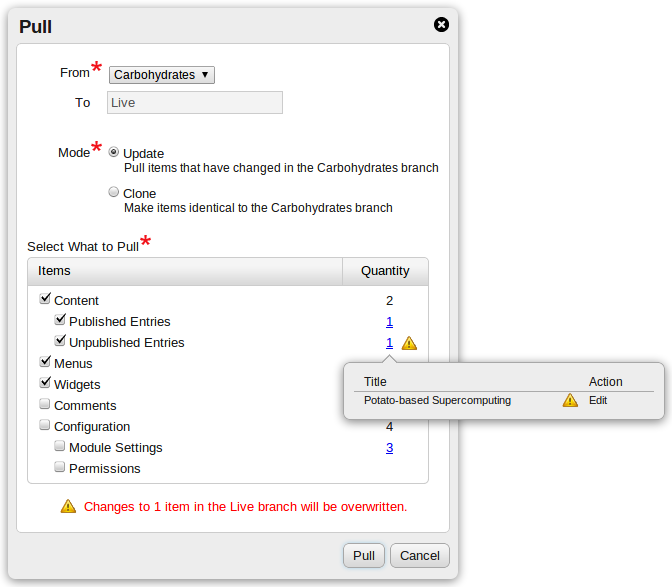 Pull
From* Carbohydrates ▼
To Live
Mode* Update
Pull items that have changed in the Carbohydrates branch
Clone
Make items identical to the Carbohydrates branch
Select What to Pull*
Items Quantity
Content 2
Published Entries 1
Unpublished Entries 1
Menus
Widgets
Title Action
Potato-based Supercomputing Edit
Comments
Configuration 4
Module Settings 3
Permissions
Changes to 1 item in the Live branch will be overwritten.
Pull Cancel